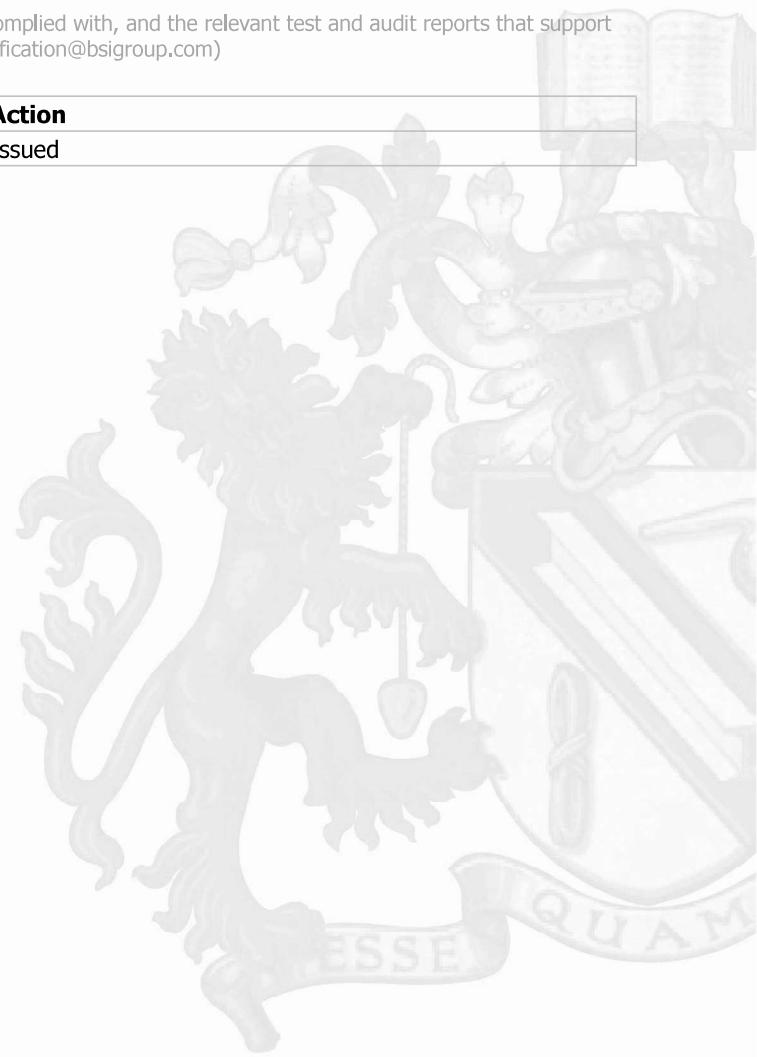 omplied with, and the relevant test and audit reports that support
fication@bsigroup.com)
Action
ssued
ESSE QUAM